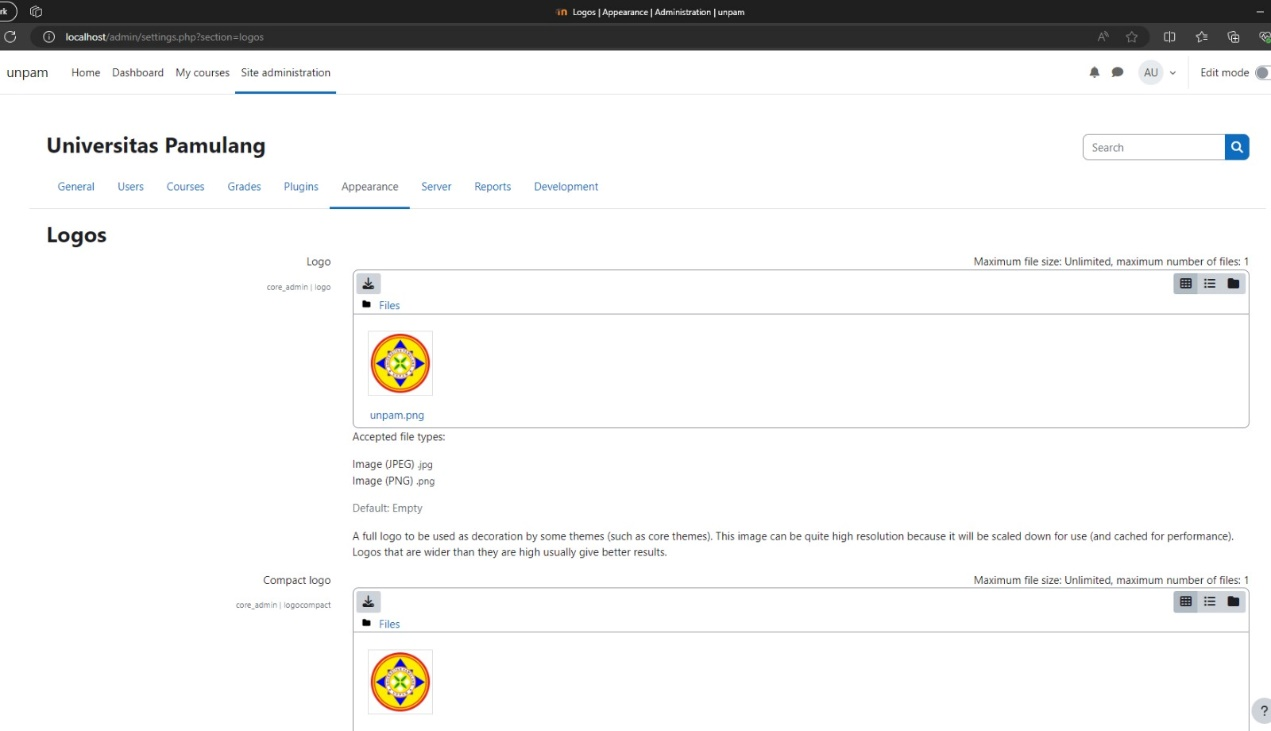 rk
Logos | Appearance | Administration | unpam
localhost/admin/settings.php?section=logos
unpam Home Dashboard My courses Site administration AU Edit mode
Universitas Pamulang
Search
General Users Courses Grades Plugins Appearance Server Reports Development
Logos
Logo Maximum file size: Unlimited, maximum number of files: 1
core_admin | logo
Files
unpam.png
Accepted file types:
Image (JPEG) .jpg
Image (PNG) .png
Default: Empty
A full logo to be used as decoration by some themes (such as core themes). This image can be quite high resolution because it will be scaled down for use (and cached for performance).
Logos that are wider than they are high usually give better results.
Compact logo Maximum file size: Unlimited, maximum number of files: 1
core_admin | logocompact
Files
?